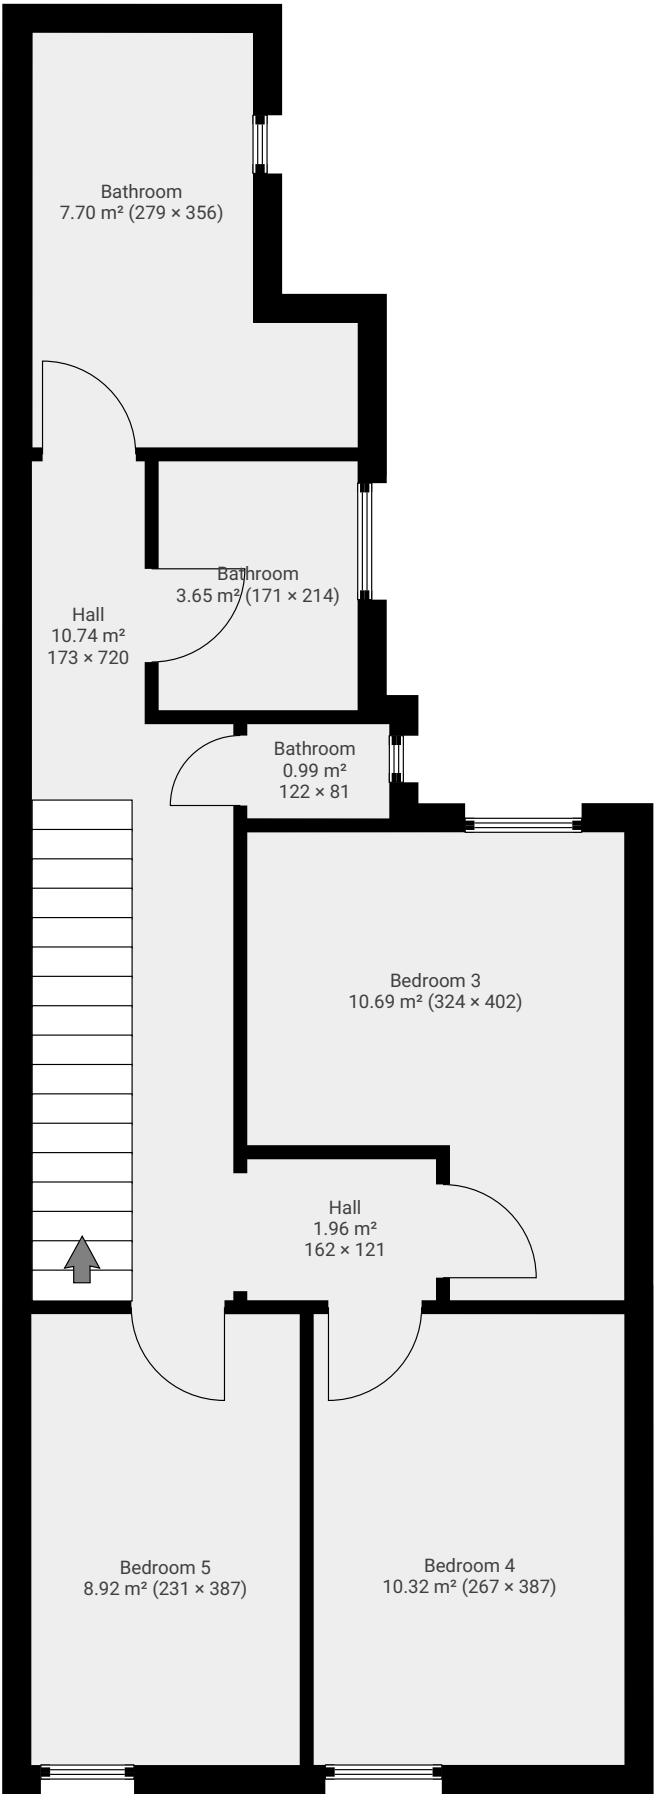 Bathroom
7.70 m² (279 × 356)
Bathroom
3.65 m² (171 × 214)
Hall
10.74 m²
173 × 720
Bathroom
0.99 m²
122 × 81
Bedroom 3
10.69 m² (324 × 402)
Hall
1.96 m²
162 × 121
Bedroom 5
8.92 m² (231 × 387)
Bedroom 4
10.32 m² (267 × 387)